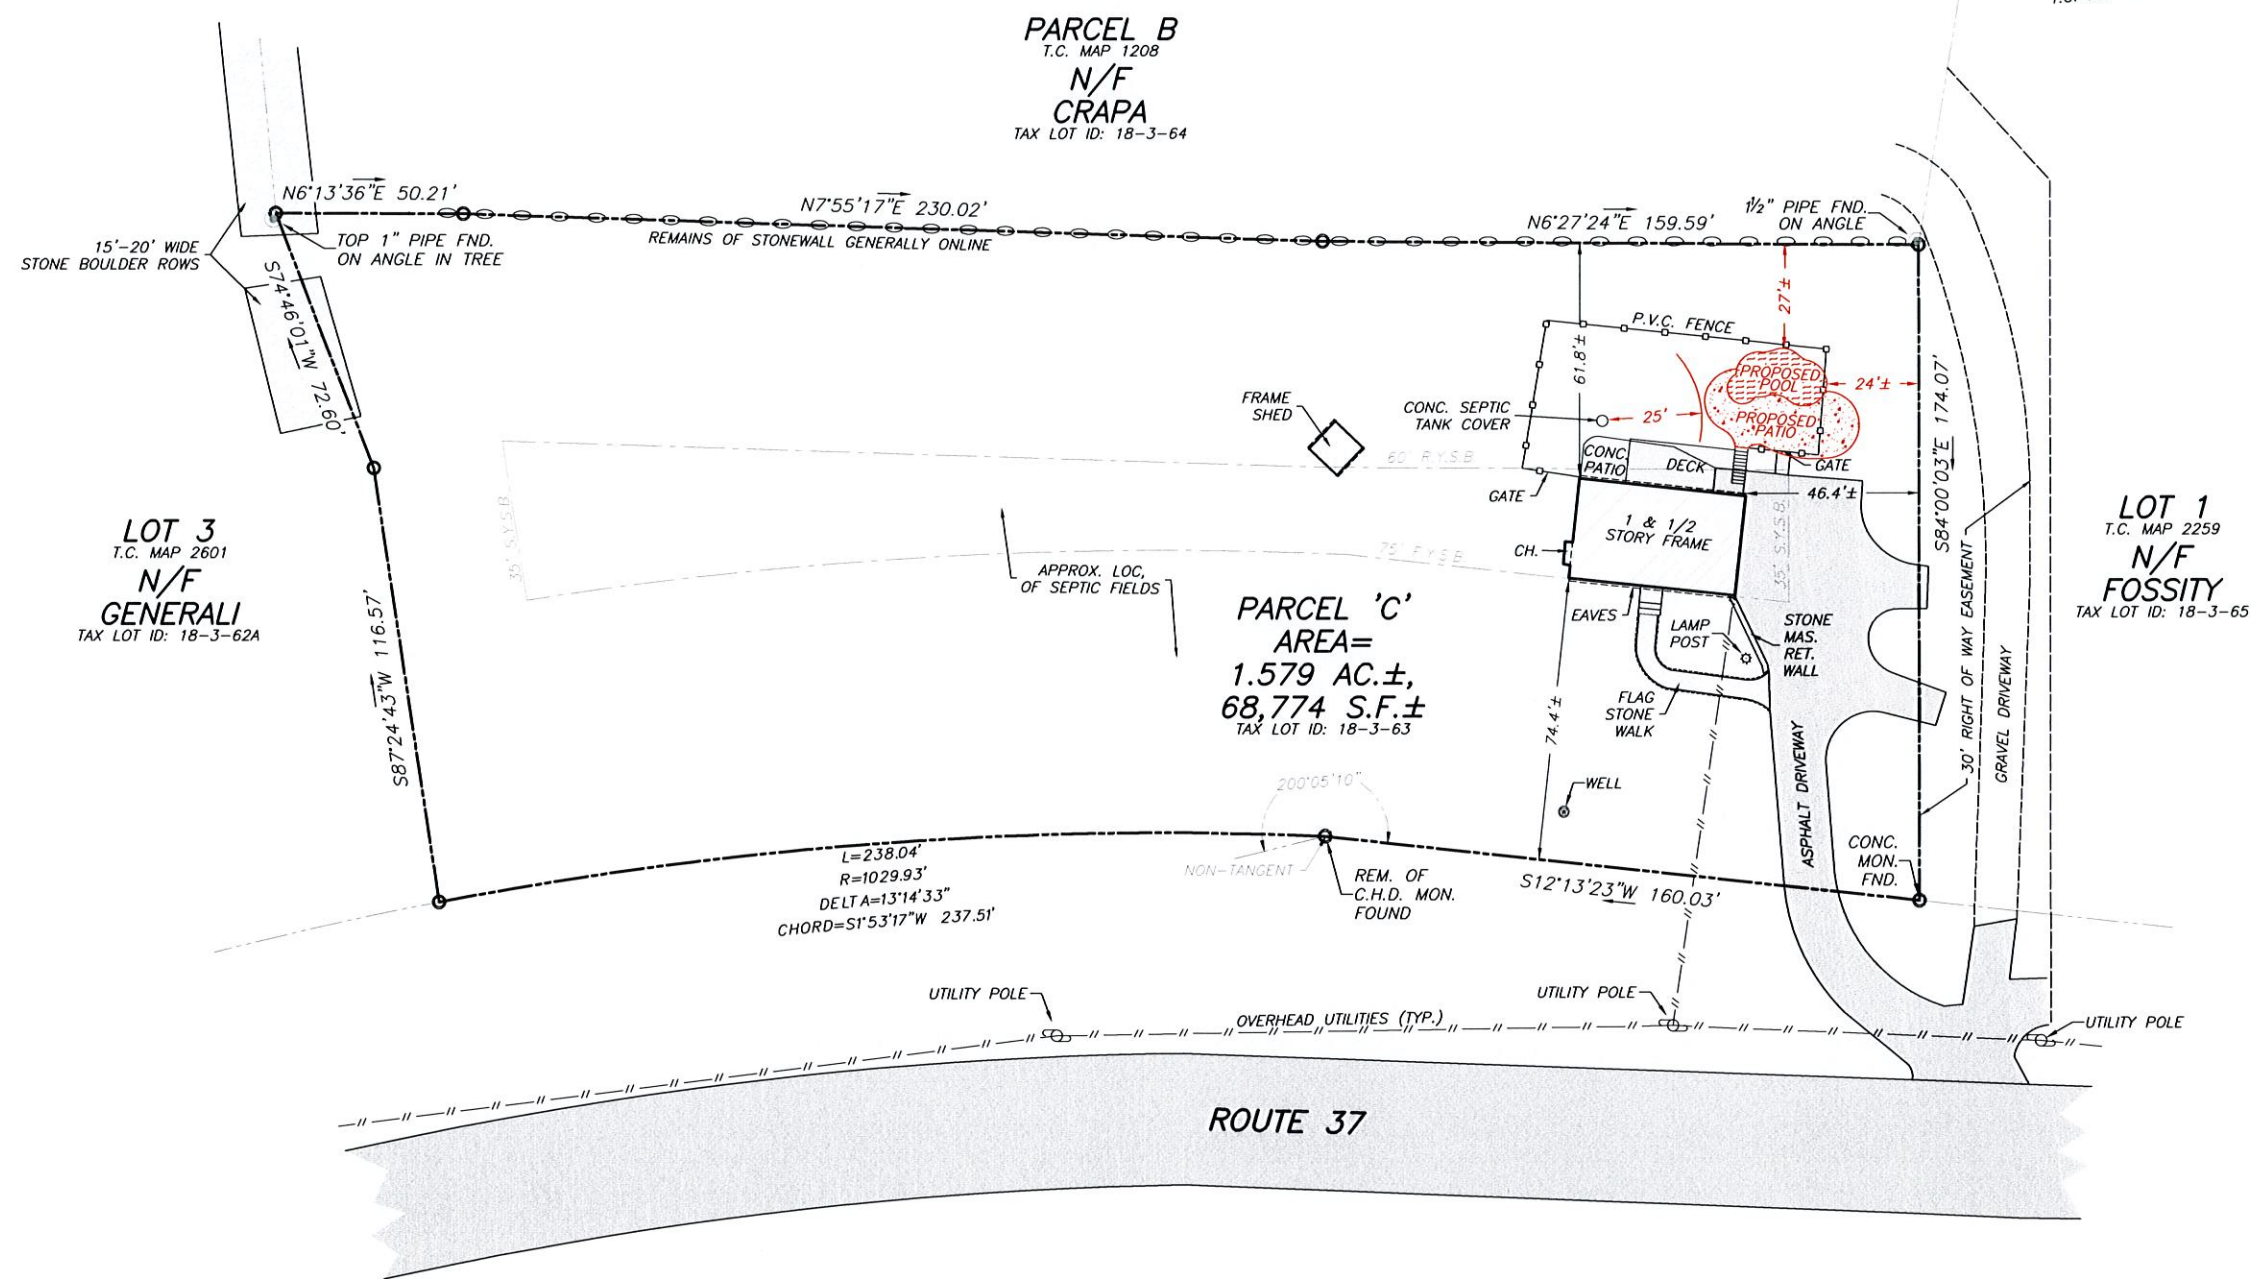 PARCEL B
T.C. MAP 1208
N/F
CRAPA
TAX LOT ID: 18-3-64
N6°13'36"E 50.21'
N7°55'17"E 230.02'
N6°27'24"E 159.59'
1½" PIPE FND.
ON ANGLE
15'-20' WIDE
STONE BOULDER ROWS
TOP 1" PIPE FND.
ON ANGLE IN TREE
REMAINS OF STONEWALL GENERALLY ONLINE
S74°46'01"W 72.60'
27'±
P.V.C. FENCE
61.8'±
PROPOSED
POOL
24'±
PROPOSED
PATIO
25'
CONC. SEPTIC
TANK COVER
FRAME
SHED
60' R.Y.S.B.
CONC.
PATIO
DECK
GATE
GATE
46.4'±
S84°00'03"E 174.07'
35' S.Y.S.B.
75' F.Y.S.B.
1 & 1/2
STORY FRAME
CH.
35' S.Y.S.B.
LOT 3
T.C. MAP 2601
N/F
GENERALI
TAX LOT ID: 18-3-62A
LOT 1
T.C. MAP 2259
N/F
FOSSITY
TAX LOT ID: 18-3-65
APPROX. LOC,
OF SEPTIC FIELDS
PARCEL 'C'
AREA=
1.579 AC.±,
68,774 S.F.±
TAX LOT ID: 18-3-63
EAVES
LAMP
POST
STONE
MAS.
RET.
WALL
FLAG
STONE
WALK
S87°24'43"W 116.57'
74.4'±
30' RIGHT OF WAY EASEMENT
GRAVEL DRIVEWAY
ASPHALT DRIVEWAY
WELL
200°05'10"
NON-TANGENT
CONC.
MON.
FND.
L=238.04'
R=1029.93'
DELTA=13°14'33"
CHORD=S1°53'17"W 237.51'
REM. OF
C.H.D. MON.
FOUND
S12°13'23"W 160.03'
UTILITY POLE
UTILITY POLE
OVERHEAD UTILITIES (TYP.)
UTILITY POLE
ROUTE 37